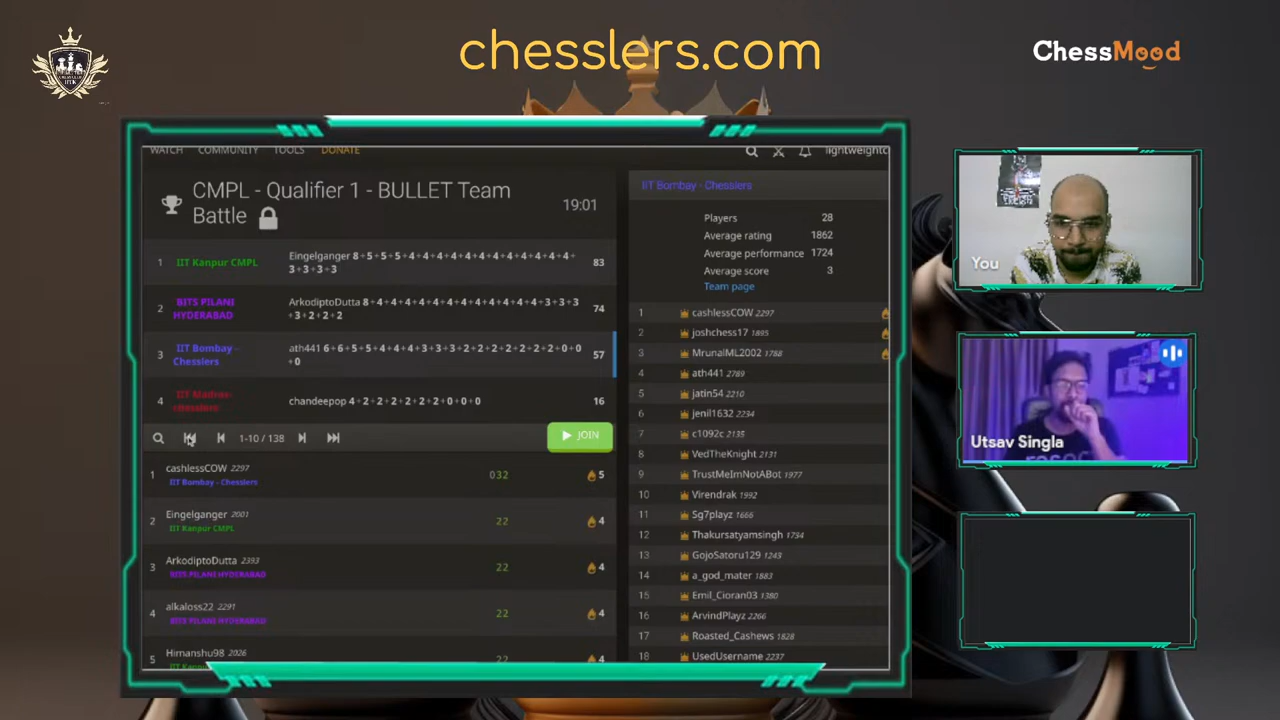 chesslers.com
ChessMood
WATCH COMMUNITY TOOLS DONATE
lightweightc
CMPL - Qualifier 1 - BULLET Team
Battle
19:01
1 IIT Kanpur CMPL Eingelganger 8+5+5+5+4+4+4+4+4+4+4+4+4+4+4+4+
3+3+3+3 83
2 BITS PILANI
HYDERABAD ArkodiptoDutta 8+4+4+4+4+4+4+4+4+4+4+4+4+3+3+3
+3+2+2+2 74
3 IIT Bombay -
Chesslers ath441 6+6+5+5+4+4+4+3+3+3+2+2+2+2+2+2+2+0+0
+0 57
4 IIT Madras-
chesslers chandeepop 4+2+2+2+2+2+2+0+0+0 16
1-10 / 138
JOIN
1 cashlessCOW 2297 032 5
IIT Bombay - Chesslers
2 Eingelganger 2001 22 4
IIT Kanpur CMPL
3 ArkodiptoDutta 2393 22 4
BITS PILANI HYDERABAD
4 alkaloss22 2291 22 4
BITS PILANI HYDERABAD
5 Himanshu98 2026 22 4
IIT Kanpur
IIT Bombay - Chesslers
Players 28
Average rating 1862
Average performance 1724
Average score 3
Team page
1 cashlessCOW 2297
2 joshchess17 1895
3 MrunalML2002 1788
4 ath441 2789
5 jatin54 2210
6 jenil1632 2234
7 c1092c 2135
8 VedTheKnight 2131
9 TrustMeImNotABot 1977
10 Virendrak 1992
11 Sg7playz 1666
12 Thakursatyamsingh 1734
13 GojoSatoru129 1243
14 a_god_mater 1883
15 Emil_Cioran03 1380
16 ArvindPlayz 2266
17 Roasted_Cashews 1828
18 UsedUsername 2237
You
Utsav Singla